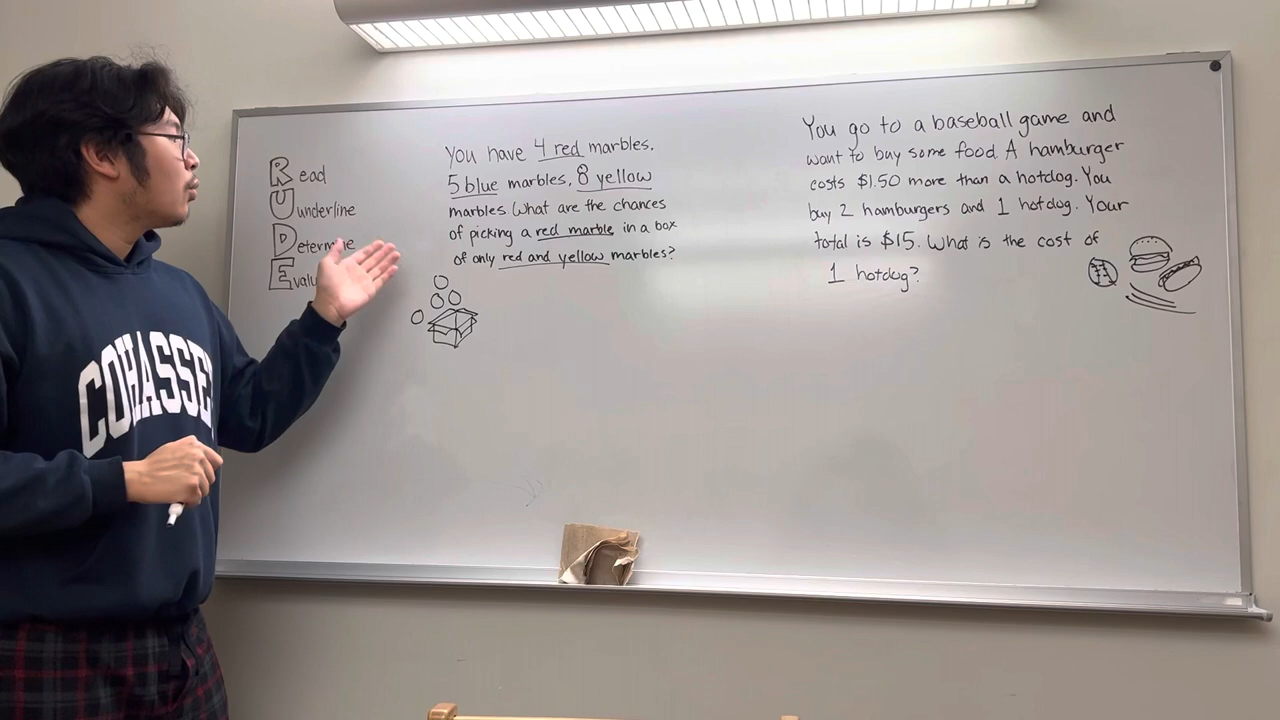 Read
Uunderline
Determine
You have 4 red marbles.
5 blue marbles, 8 yellow
marbles. What are the chances
of picking a red marble in a box
of only red and yellow marbles?
You go to a baseball game and
want to buy some food. A hamburger
costs $1.50 more than a hotdog. You
buy 2 hamburgers and 1 hotdog. Your
total is $15. What is the cost of
1 hotdog?